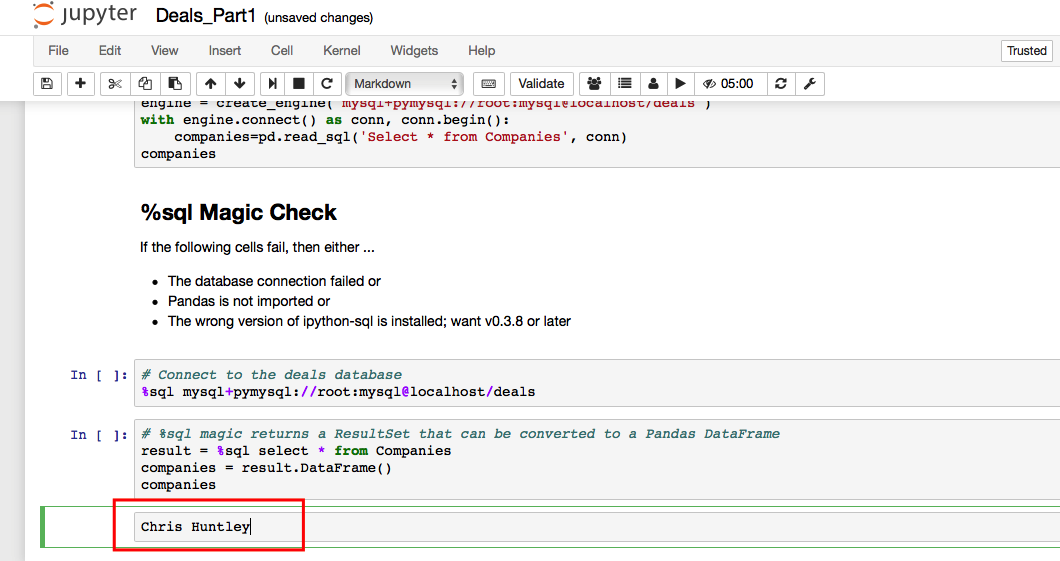 jupyter Deals_Part1 (unsaved changes)
File Edit View Insert Cell Kernel Widgets Help Trusted
Markdown Validate 05:00
engine = create_engine('mysql+pymysql://root:mysql@localhost/deals')
with engine.connect() as conn, conn.begin():
companies=pd.read_sql('Select * from Companies', conn)
companies
%sql Magic Check
If the following cells fail, then either ...
• The database connection failed or
• Pandas is not imported or
• The wrong version of ipython-sql is installed; want v0.3.8 or later
In [ ]: # Connect to the deals database
%sql mysql+pymysql://root:mysql@localhost/deals
In [ ]: # %sql magic returns a ResultSet that can be converted to a Pandas DataFrame
result = %sql select * from Companies
companies = result.DataFrame()
companies
Chris Huntley